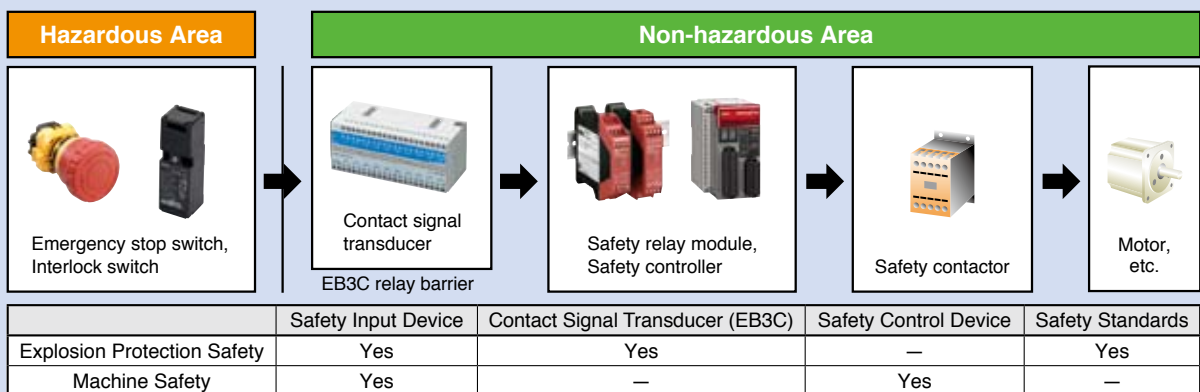 Hazardous Area
Non-hazardous Area
Emergency stop switch,
Interlock switch
Contact signal
transducer
EB3C relay barrier
Safety relay module,
Safety controller
Safety contactor
Motor,
etc.
Safety Input Device Contact Signal Transducer (EB3C) Safety Control Device Safety Standards
Explosion Protection Safety Yes Yes — Yes
Machine Safety Yes — Yes —